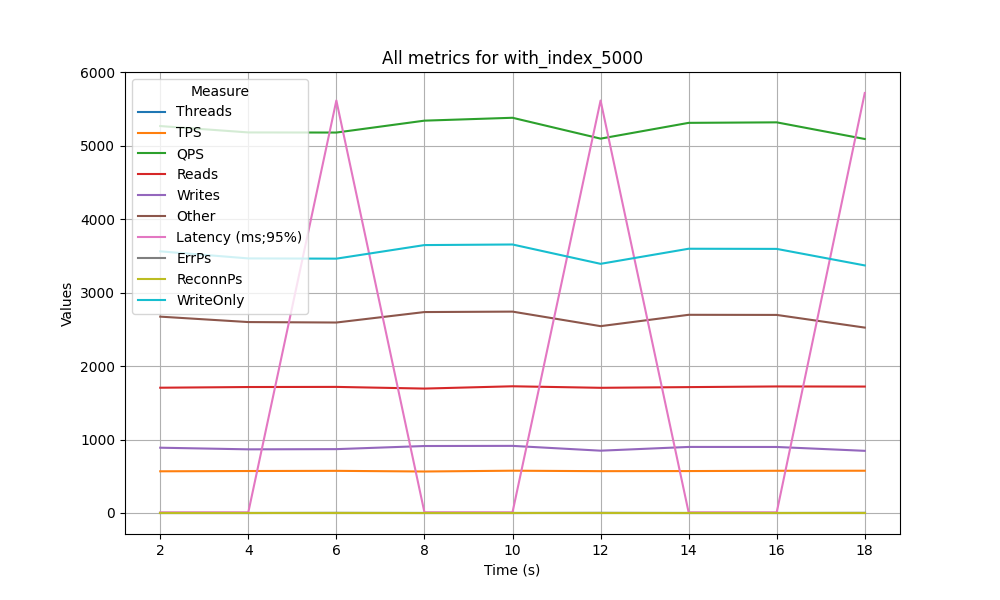 All metrics for with_index_5000
6000
5000
4000
3000
2000
1000
0
Values
Measure
Threads
TPS
QPS
Reads
Writes
Other
Latency (ms;95%)
ErrPs
ReconnPs
WriteOnly
2 4 6 8 10 12 14 16 18
Time (s)